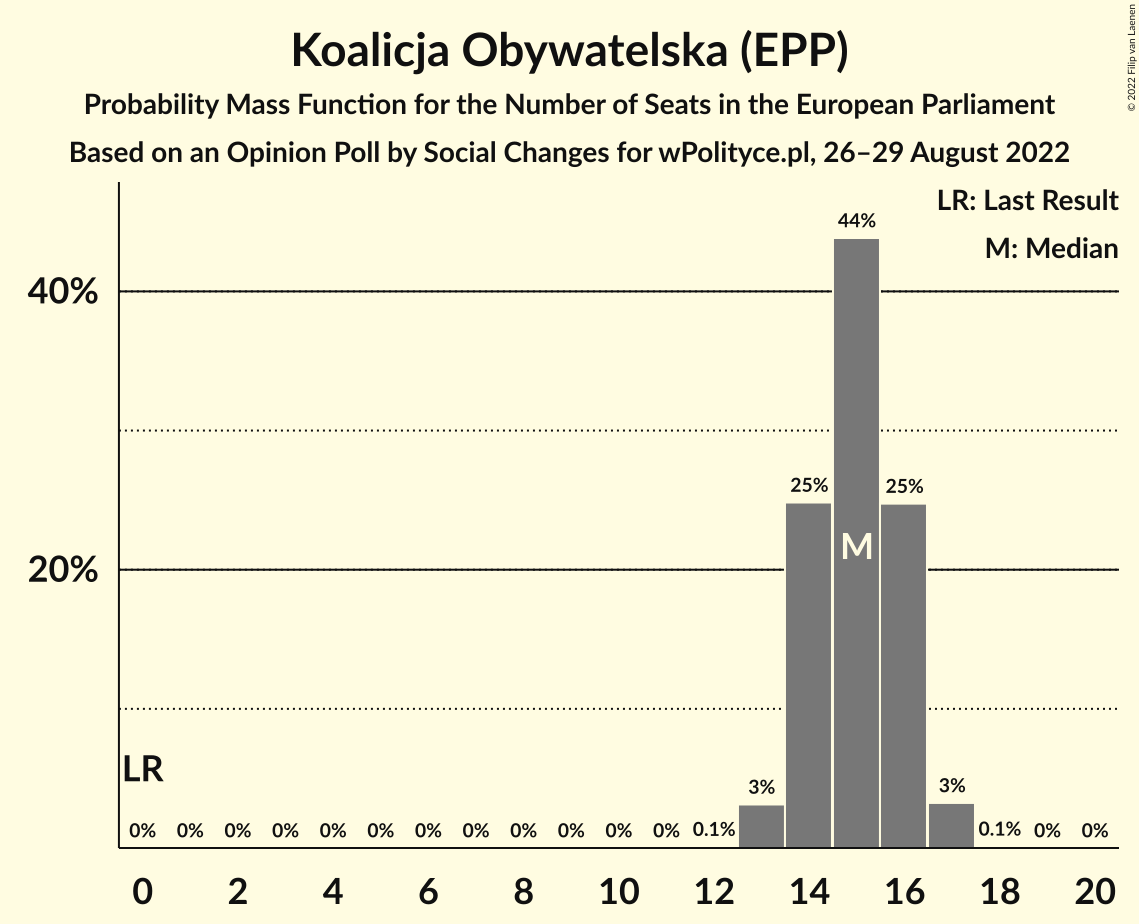 Koalicja Obywatelska (EPP)
Probability Mass Function for the Number of Seats in the European Parliament
Based on an Opinion Poll by Social Changes for wPolityce.pl, 26–29 August 2022
© 2022 Filip van Laenen
LR: Last Result
M: Median
44%
40%
25% 25%
M
20%
LR
3% 3%
0% 0% 0% 0% 0% 0% 0% 0% 0% 0% 0% 0% 0.1% 0.1% 0% 0%
0 2 4 6 8 10 12 14 16 18 20